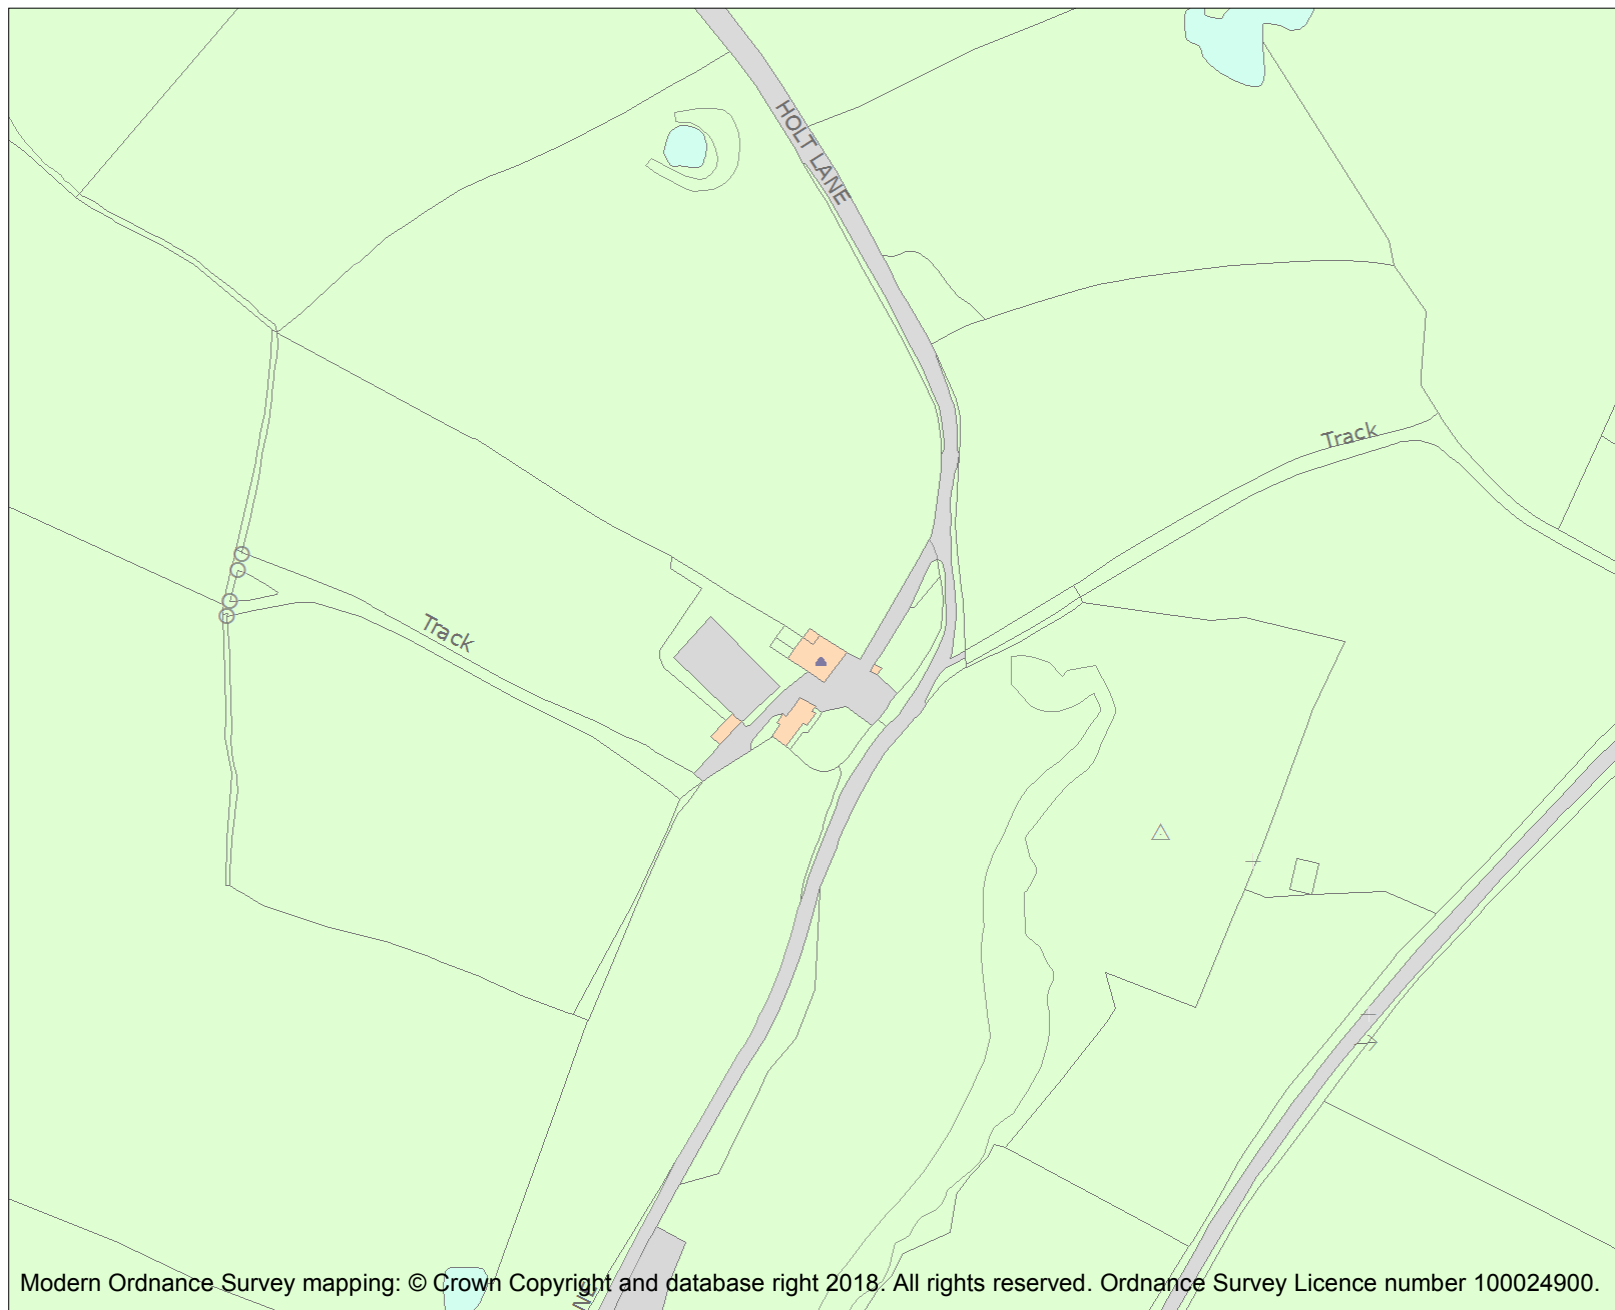 HOLT LANE
Track
Track
Modern Ordnance Survey mapping: © Crown Copyright and database right 2018. All rights reserved. Ordnance Survey Licence number 100024900.